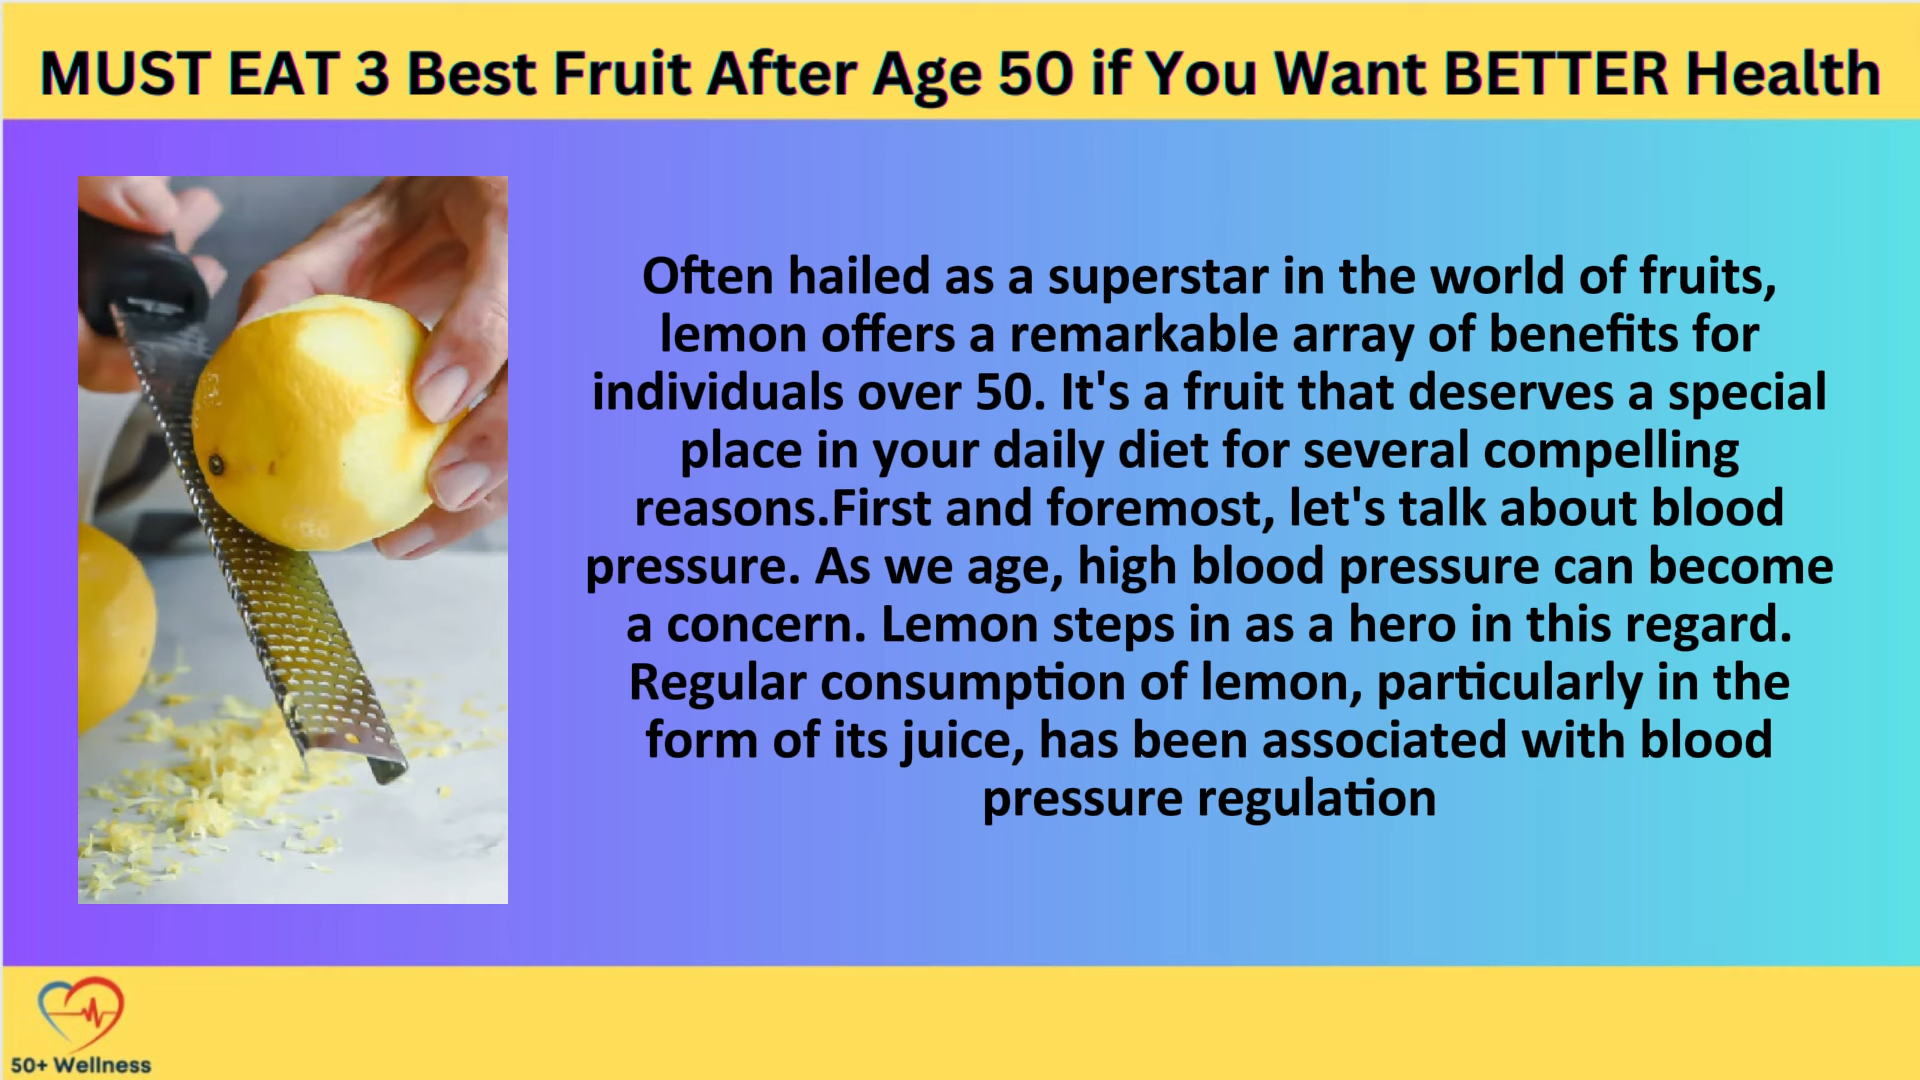 MUST EAT 3 Best Fruit After Age 50 if You Want BETTER Health
Often hailed as a superstar in the world of fruits,
lemon offers a remarkable array of benefits for
individuals over 50. It's a fruit that deserves a special
place in your daily diet for several compelling
reasons.First and foremost, let's talk about blood
pressure. As we age, high blood pressure can become
a concern. Lemon steps in as a hero in this regard.
Regular consumption of lemon, particularly in the
form of its juice, has been associated with blood
pressure regulation
50+ Wellness